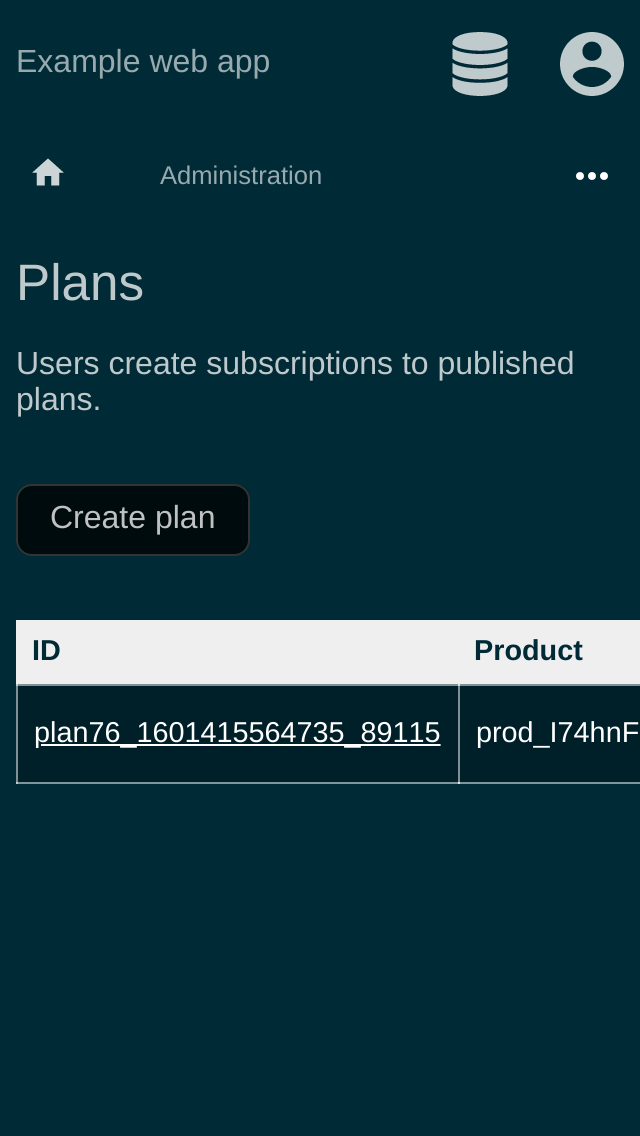 Example web app
Administration
Plans
Users create subscriptions to published
plans.
Create plan
ID Product
plan76_1601415564735_89115 prod_I74hnF